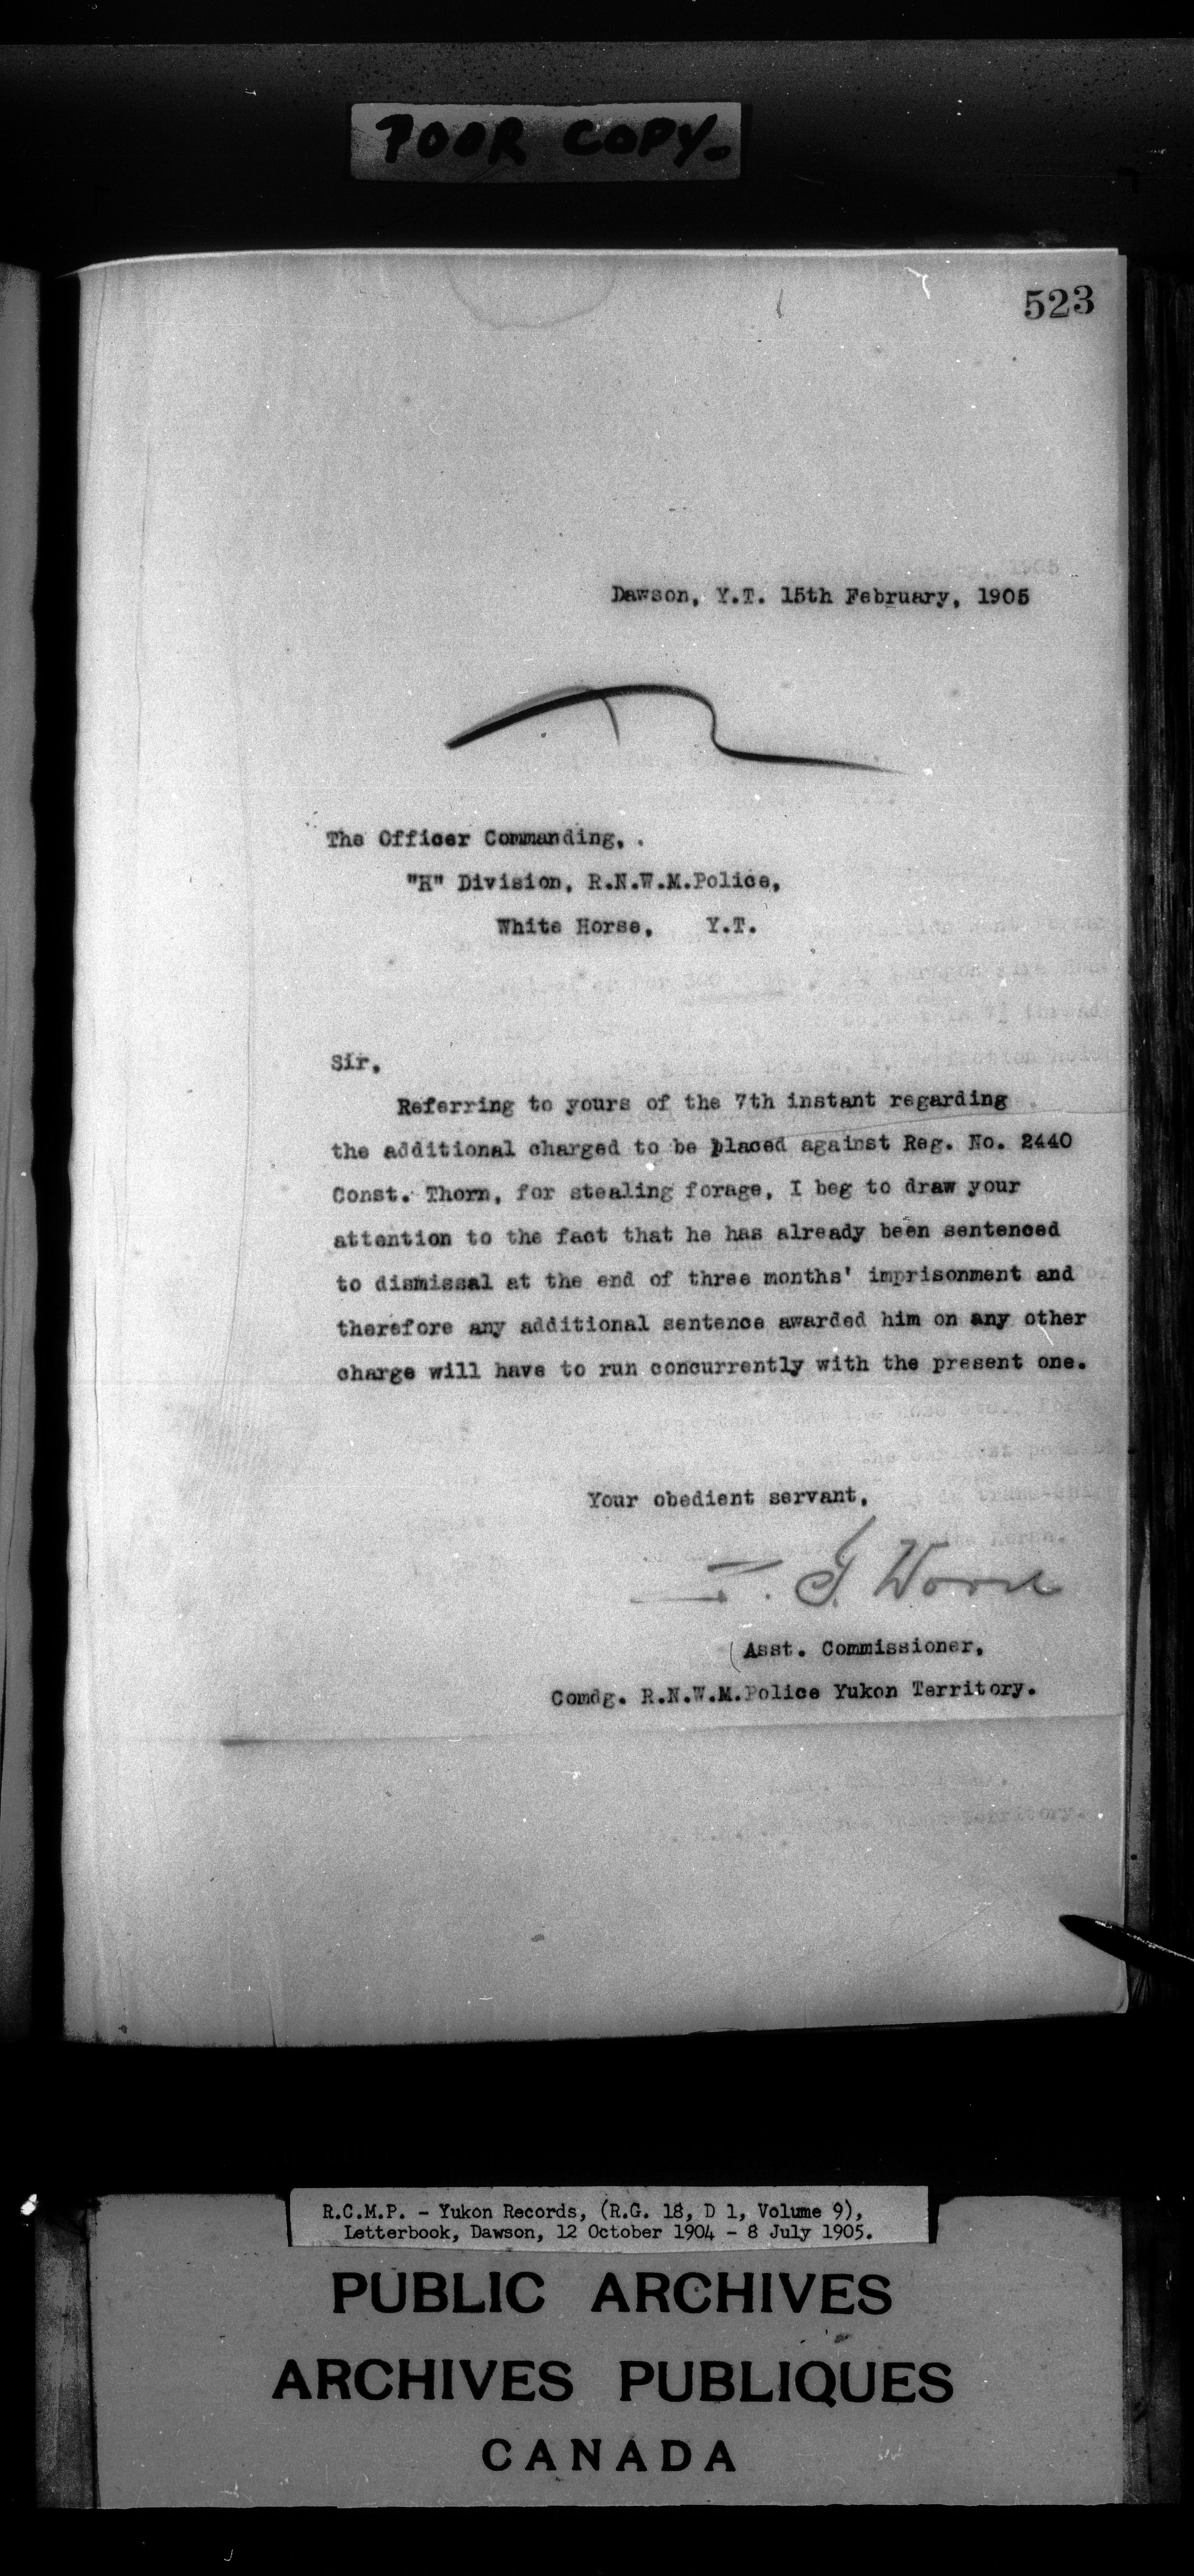 POOR COPY.
523
Dawson, Y.T. 15th February, 1905
The Officer Commanding,
"H" Division, R.N.W.M.Police,
White Horse, Y.T.
Sir,
Referring to yours of the 7th instant regarding
the additional charged to be placed against Reg. No. 2440
Const. Thorn, for stealing forage, I beg to draw your
attention to the fact that he has already been sentenced
to dismissal at the end of three months' imprisonment and
therefore any additional sentence awarded him on any other
charge will have to run concurrently with the present one.
Your obedient servant,
Asst. Commissioner,
Comdg. R.N.W.M.Police Yukon Territory.
R.C.M.P. - Yukon Records, (R.G. 18, D 1, Volume 9),
Letterbook, Dawson, 12 October 1904 - 8 July 1905.
PUBLIC ARCHIVES
ARCHIVES PUBLIQUES
CANADA